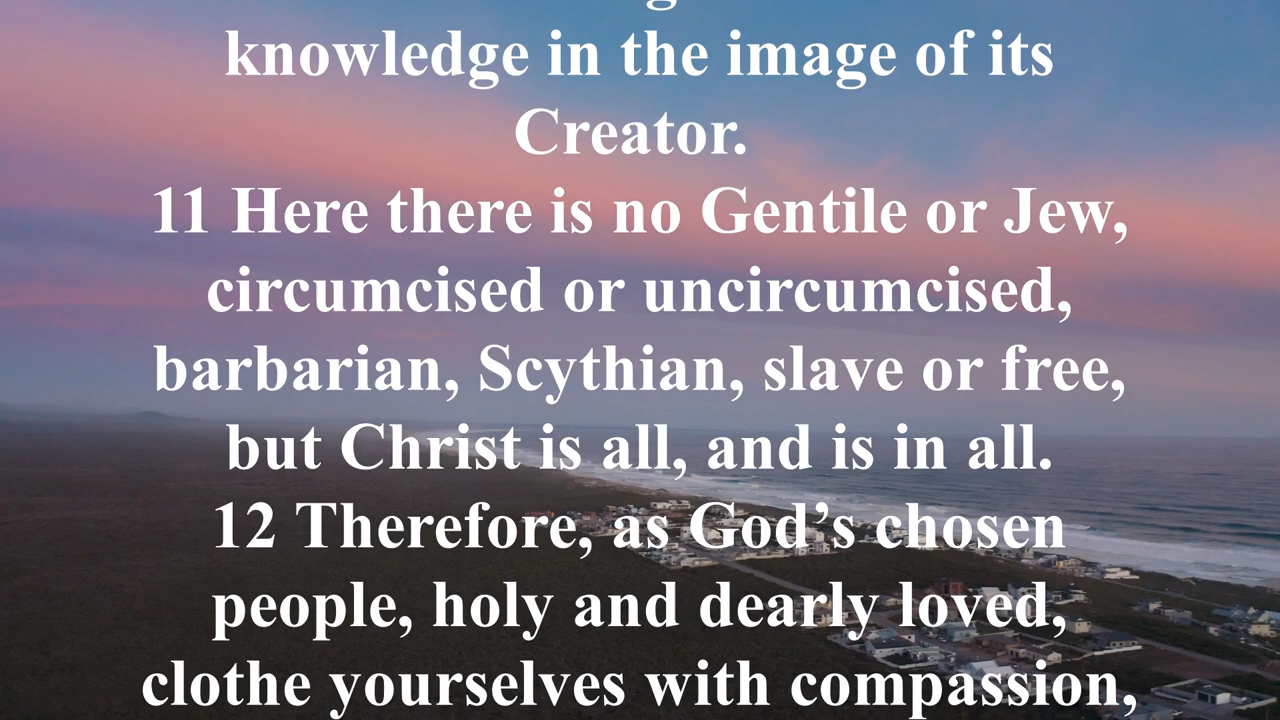 knowledge in the image of its
Creator.
11 Here there is no Gentile or Jew,
circumcised or uncircumcised,
barbarian, Scythian, slave or free,
but Christ is all, and is in all.
12 Therefore, as God’s chosen
people, holy and dearly loved,
clothe yourselves with compassion,